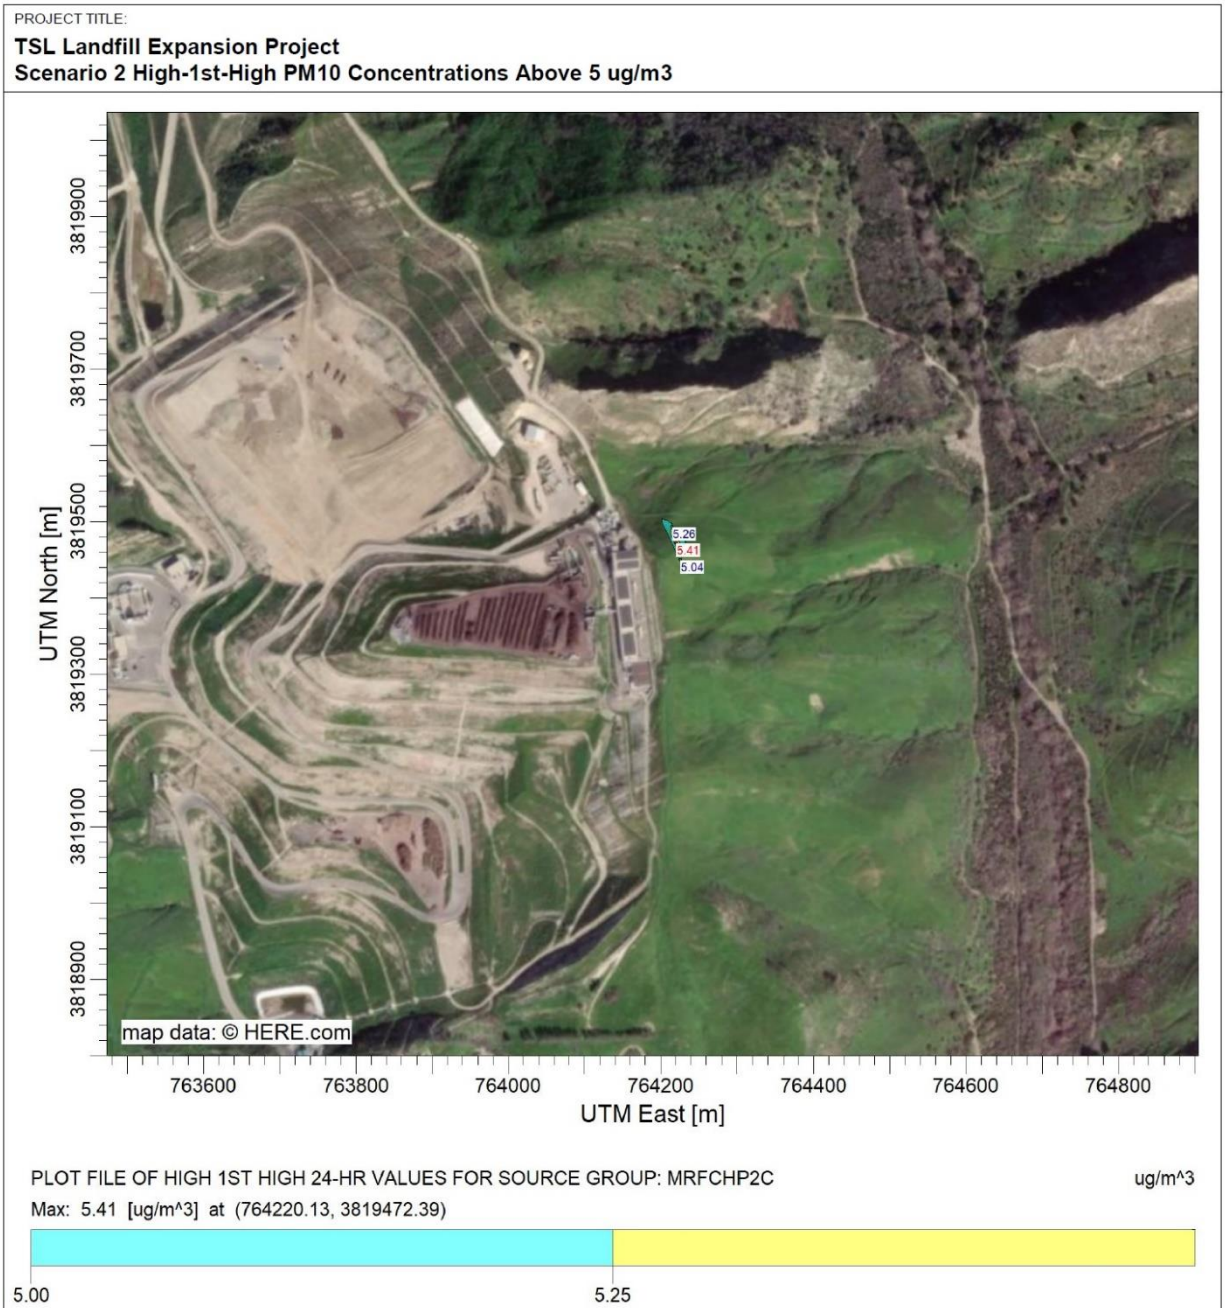 PROJECT TITLE:
TSL Landfill Expansion Project
Scenario 2 High-1st-High PM10 Concentrations Above 5 ug/m3
3819900
3819700
3819500
3819300
3819100
3818900
UTM North [m]
5.26
5.41
5.04
map data: © HERE.com
763600 763800 764000 764200 764400 764600 764800
UTM East [m]
PLOT FILE OF HIGH 1ST HIGH 24-HR VALUES FOR SOURCE GROUP: MRFCHP2C ug/m^3
Max: 5.41 [ug/m^3] at (764220.13, 3819472.39)
5.00 5.25